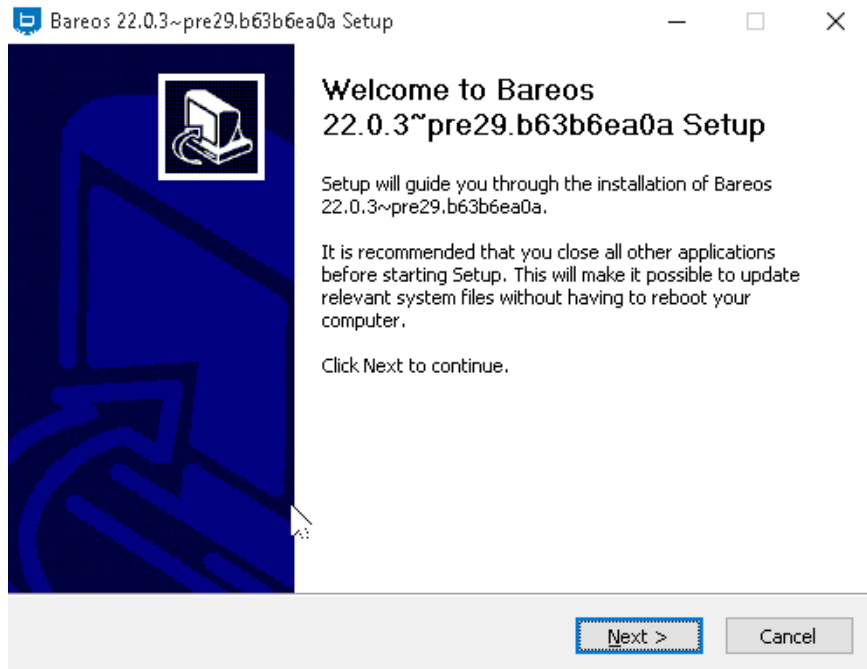 Bareos 22.0.3~pre29.b63b6ea0a Setup
Welcome to Bareos
22.0.3~pre29.b63b6ea0a Setup
Setup will guide you through the installation of Bareos
22.0.3~pre29.b63b6ea0a.
It is recommended that you close all other applications
before starting Setup. This will make it possible to update
relevant system files without having to reboot your
computer.
Click Next to continue.
Next >
Cancel